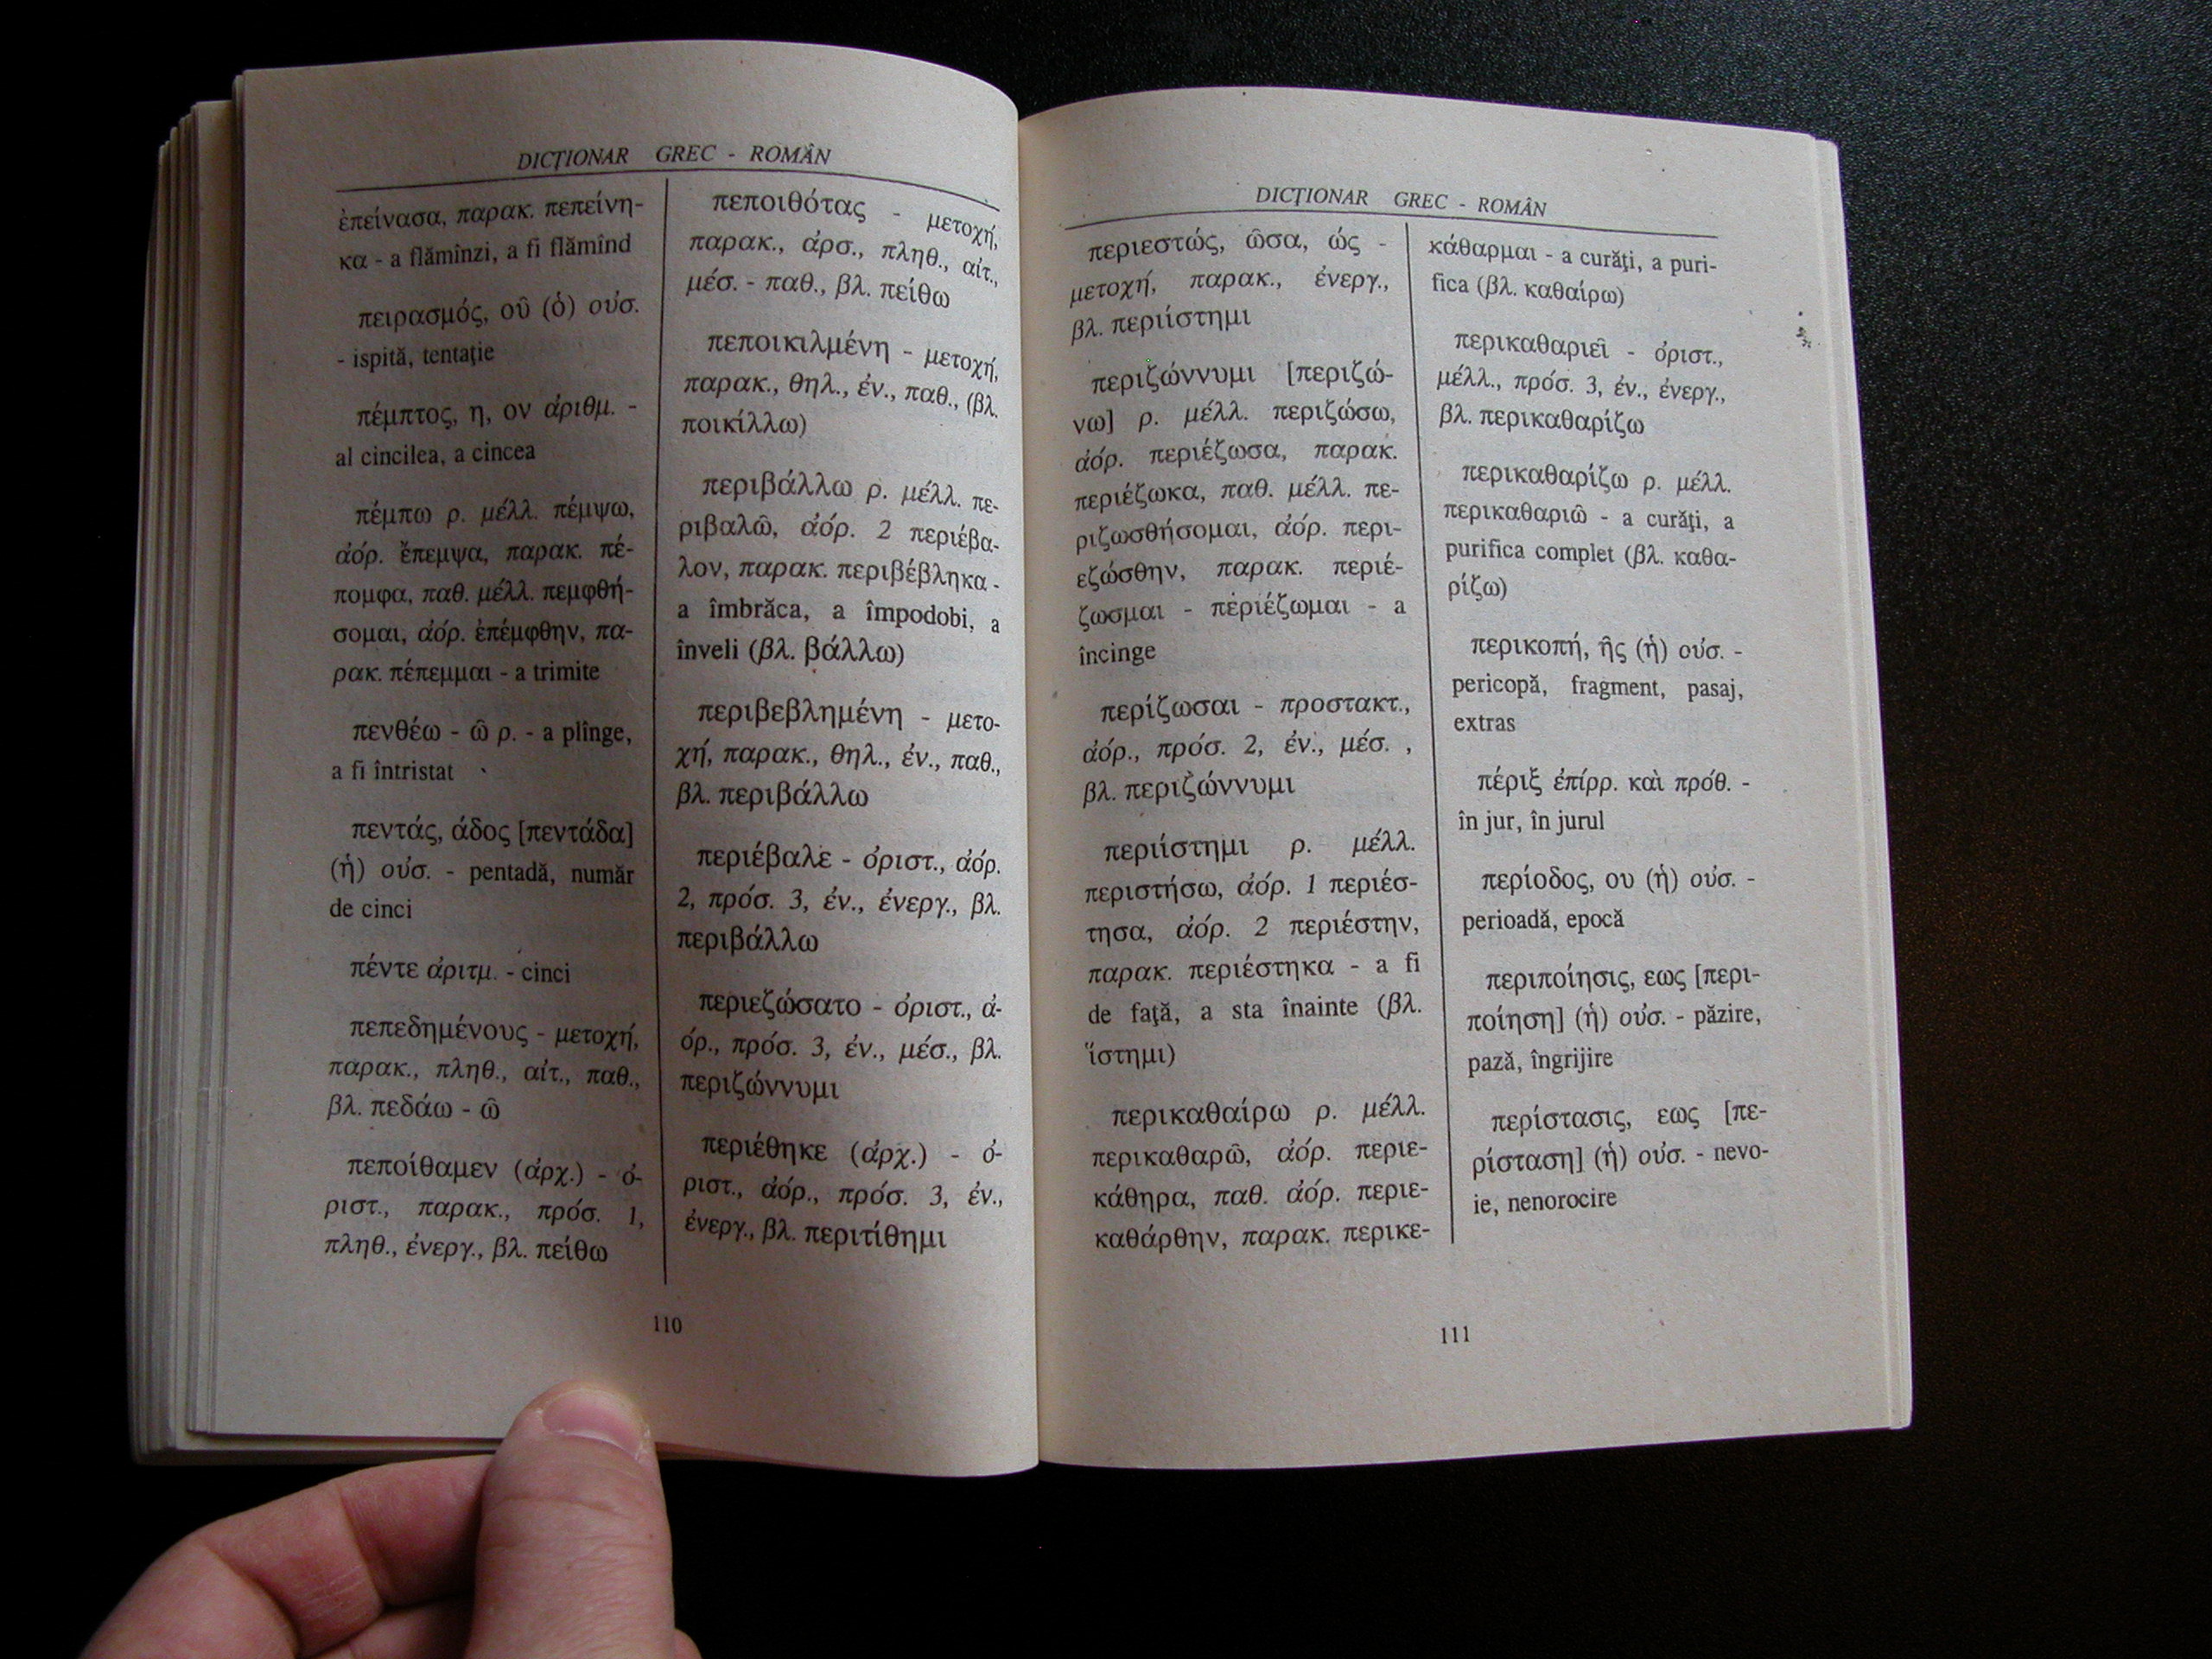 DICŢIONAR GREC - ROMÂN
ἐπείνασα, παρακ. πεπείνη-
κα - a flămînzi, a fi flămînd
πειρασμός, οῦ (ὁ) οὐσ.
- ispită, tentaţie
πέμπτος, η, ον ἀριθμ. -
al cincilea, a cincea
πέμπω ρ. μέλλ. πέμψω,
ἀόρ. ἔπεμψα, παρακ. πέ-
πομφα, παθ. μέλλ. πεμφθή-
σομαι, ἀόρ. ἐπέμφθην, πα-
ρακ. πέπεμμαι - a trimite
πενθέω - ῶ ρ. - a plînge,
a fi întristat
πεντάς, άδος [πεντάδα]
(ἡ) οὐσ. - pentadă, număr
de cinci
πέντε ἀριτμ. - cinci
πεπεδημένους - μετοχή,
παρακ., πληθ., αἰτ., παθ.,
βλ. πεδάω - ῶ
πεποίθαμεν (ἀρχ.) - ὁ-
ριστ., παρακ., πρόσ. 1,
πληθ., ἐνεργ., βλ. πείθω
πεποιθότας - μετοχή,
παρακ., ἀρσ., πληθ., αἰτ.,
μέσ. - παθ., βλ. πείθω
πεποικιλμένη - μετοχή,
παρακ., θηλ., ἑν., παθ., (βλ.
ποικίλλω)
περιβάλλω ρ. μέλλ. πε-
ριβαλῶ, ἀόρ. 2 περιέβα-
λον, παρακ. περιβέβληκα -
a îmbrăca, a împodobi, a
înveli (βλ. βάλλω)
περιβεβλημένη - μετο-
χή, παρακ., θηλ., ἑν., παθ.,
βλ. περιβάλλω
περιέβαλε - ὁριστ., ἀόρ.
2, πρόσ. 3, ἑν., ἐνεργ., βλ.
περιβάλλω
περιεζώσατο - ὁριστ., ἀ-
όρ., πρόσ. 3, ἑν., μέσ., βλ.
περιζώννυμι
περιέθηκε (ἀρχ.) - ὁ-
ριστ., ἀόρ., πρόσ. 3, ἑν.,
ἐνεργ., βλ. περιτίθημι
110
DICŢIONAR GREC - ROMÂN
περιεστώς, ῶσα, ώς -
μετοχή, παρακ., ἐνεργ.,
βλ. περιίστημι
περιζώννυμι [περιζώ-
νω] ρ. μέλλ. περιζώσω,
ἀόρ. περιέζωσα, παρακ.
περιέζωκα, παθ. μέλλ. πε-
ριζωσθήσομαι, ἀόρ. περι-
εζώσθην, παρακ. περιέ-
ζωσμαι - περιέζωμαι - a
încinge
περίζωσαι - προστακτ.,
ἀόρ., πρόσ. 2, ἑν., μέσ. ,
βλ. περιζώννυμι
περιίστημι ρ. μέλλ.
περιστήσω, ἀόρ. 1 περιέσ-
τησα, ἀόρ. 2 περιέστην,
παρακ. περιέστηκα - a fi
de faţă, a sta înainte (βλ.
ἵστημι)
περικαθαίρω ρ. μέλλ.
περικαθαρῶ, ἀόρ. περιε-
κάθηρα, παθ. ἀόρ. περιε-
καθάρθην, παρακ. περικε-
κάθαρμαι - a curăţi, a puri-
fica (βλ. καθαίρω)
περικαθαριεῖ - ὁριστ.,
μέλλ., πρόσ. 3, ἑν., ἐνεργ.,
βλ. περικαθαρίζω
περικαθαρίζω ρ. μέλλ.
περικαθαριῶ - a curăţi, a
purifica complet (βλ. καθα-
ρίζω)
περικοπή, ῆς (ἡ) οὐσ. -
pericopă, fragment, pasaj,
extras
πέριξ ἐπίρρ. καὶ πρόθ. -
în jur, în jurul
περίοδος, ου (ἡ) οὐσ. -
perioadă, epocă
περιποίησις, εως [περι-
ποίηση] (ἡ) οὐσ. - păzire,
pază, îngrijire
περίστασις, εως [πε-
ρίσταση] (ἡ) οὐσ. - nevo-
ie, nenorocire
111